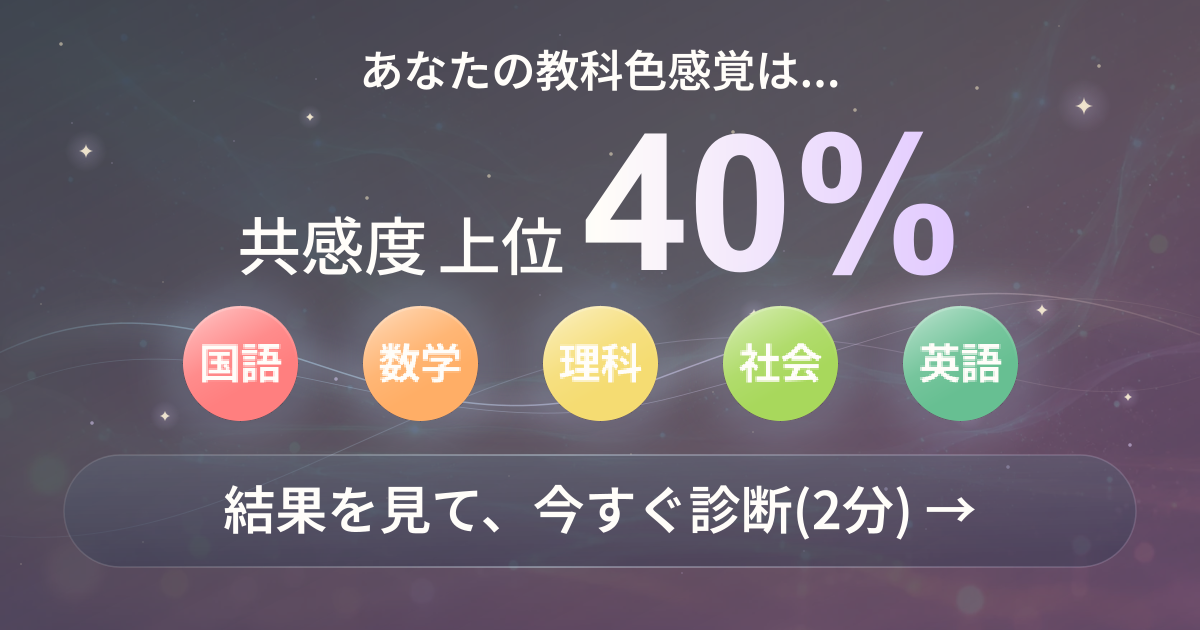 あなたの教科色感覚は...
共感度 上位 40%
国語 数学 理科 社会 英語
結果を見て、今すぐ診断(2分) →